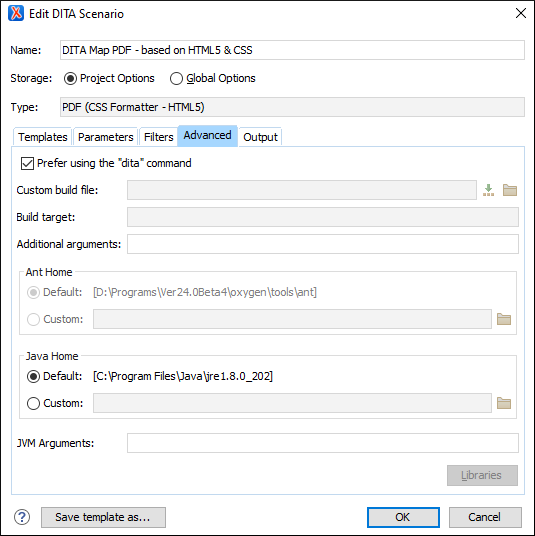 Edit DITA Scenario
Name: DITA Map PDF - based on HTML5 & CSS
Storage: Project Options Global Options
Type: PDF (CSS Formatter - HTML5)
Templates Parameters Filters Advanced Output
Prefer using the "dita" command
Custom build file:
Build target:
Additional arguments:
Ant Home
Default: [D:\Programs\Ver24.0Beta4\oxygen\tools\ant]
Custom:
Java Home
Default: [C:\Program Files\Java\jre1.8.0_202]
Custom:
JVM Arguments:
Libraries
? Save template as... OK Cancel